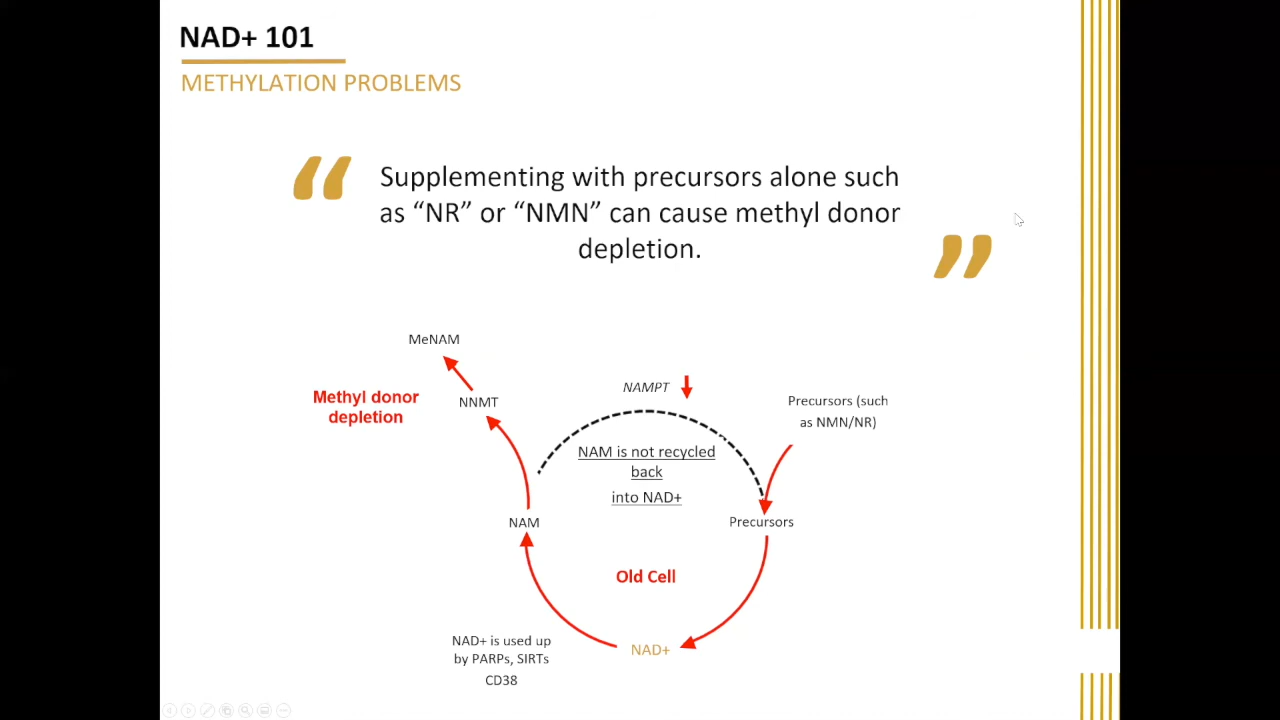 NAD+ 101
METHYLATION PROBLEMS
“
Supplementing with precursors alone such
as “NR” or “NMN” can cause methyl donor
depletion.
”
MeNAM
Methyl donor
depletion
NNMT
NAMPT
Precursors (such
as NMN/NR)
NAM is not recycled
back
into NAD+
NAM
Precursors
Old Cell
NAD+ is used up
by PARPs, SIRTs
CD38
NAD+